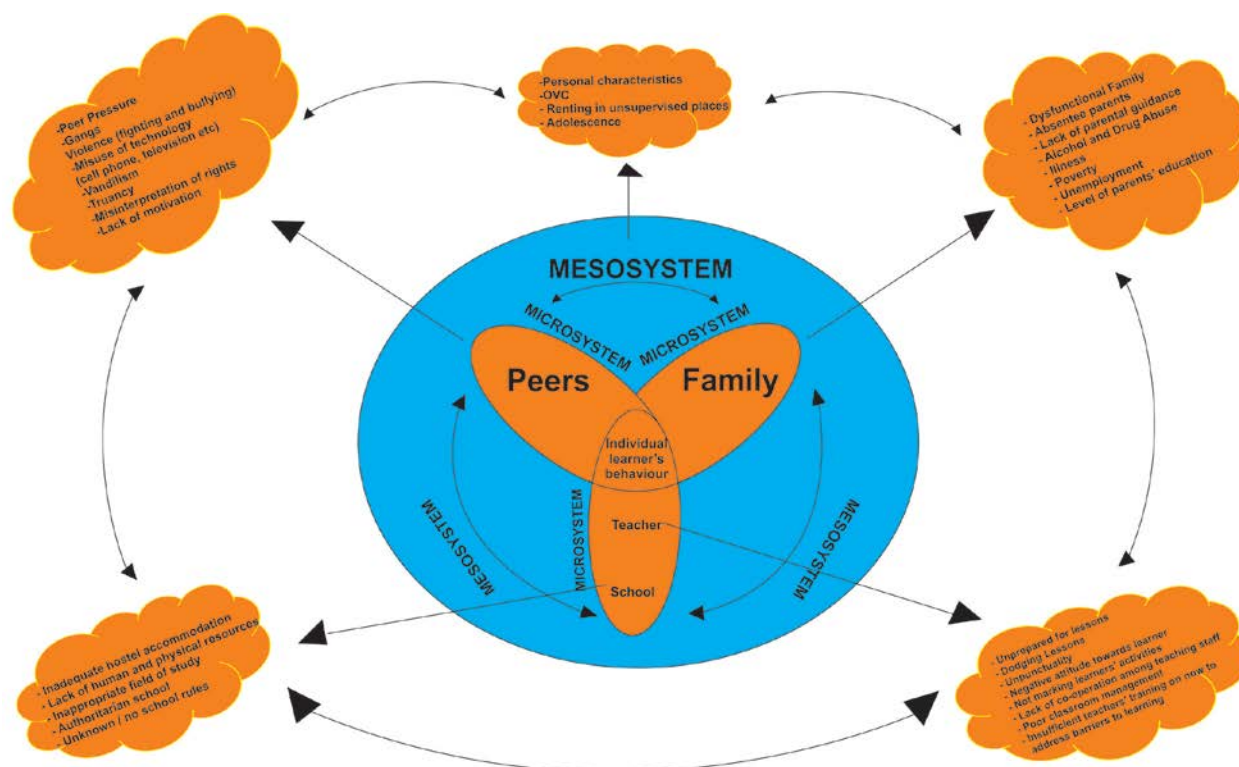 -Peer Pressure
-Gangs
Violence (fighting and bullying)
-Misuse of technology
(cell phone, television etc)
-Vandilism
-Truancy
-Misinterpretation of rights
-Lack of motivation
-Personal characteristics
-OVC
- Renting in unsupervised places
- Adolescence
- Dysfunctional Family
- Absentee parents
- Lack of parental guidance
- Alcohol and Drug Abuse
- Illness
- Poverty
- Unemployment
- Level of parents' education
MESOSYSTEM
MICROSYSTEM
MICROSYSTEM
Peers
Family
Individual
learner's
behaviour
MICROSYSTEM
Teacher
School
MESOSYSTEM
MESOSYSTEM
- Inadequate hostel accommodation
- Lack of human and physical resources
- Inappropriate field of study
- Authoritarian school
- Unknown / no school rules
- Unprepared for lessons
- Dodging Lessons
- Unpunctuality
- Negative attitude towards learner
- Not marking learners' activities
- Lack of co-operation among teaching staff
- Poor classroom management
- Insufficient teachers' training on now to
address barriers to learning